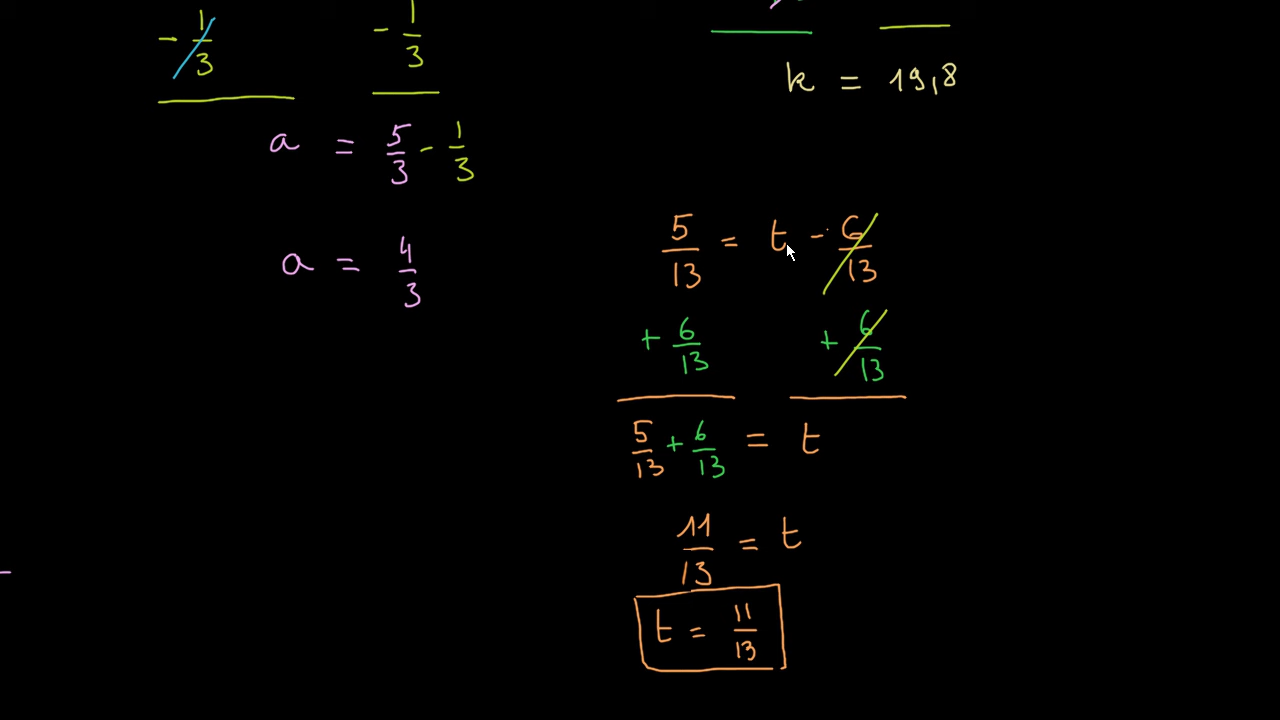 - 1/3 - 1/3
a = 5/3 - 1/3
a = 4/3
k = 19,8
5/13 = t - 6/13
+ 6/13 + 6/13
5/13 + 6/13 = t
11/13 = t
t = 11/13